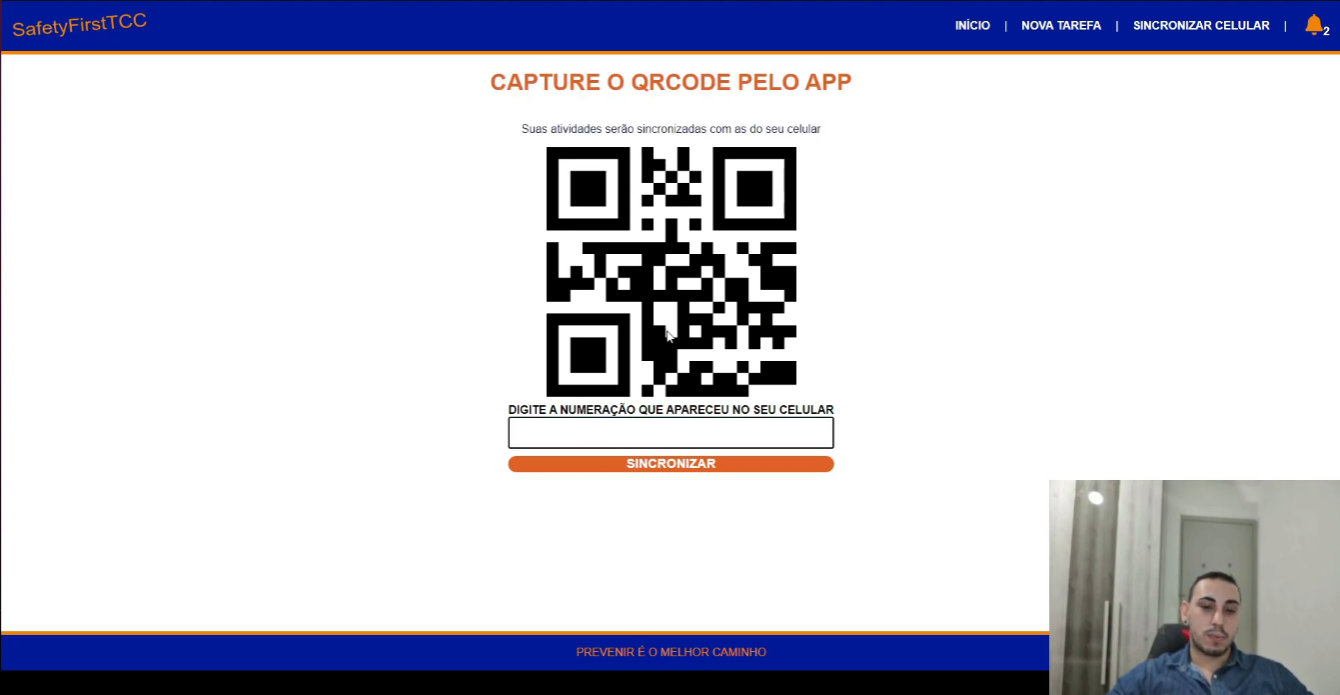 SafetyFirstTCC
INÍCIO | NOVA TAREFA | SINCRONIZAR CELULAR | 2
CAPTURE O QRCODE PELO APP
Suas atividades serão sincronizadas com as do seu celular
DIGITE A NUMERAÇÃO QUE APARECEU NO SEU CELULAR
SINCRONIZAR
PREVENIR É O MELHOR CAMINHO